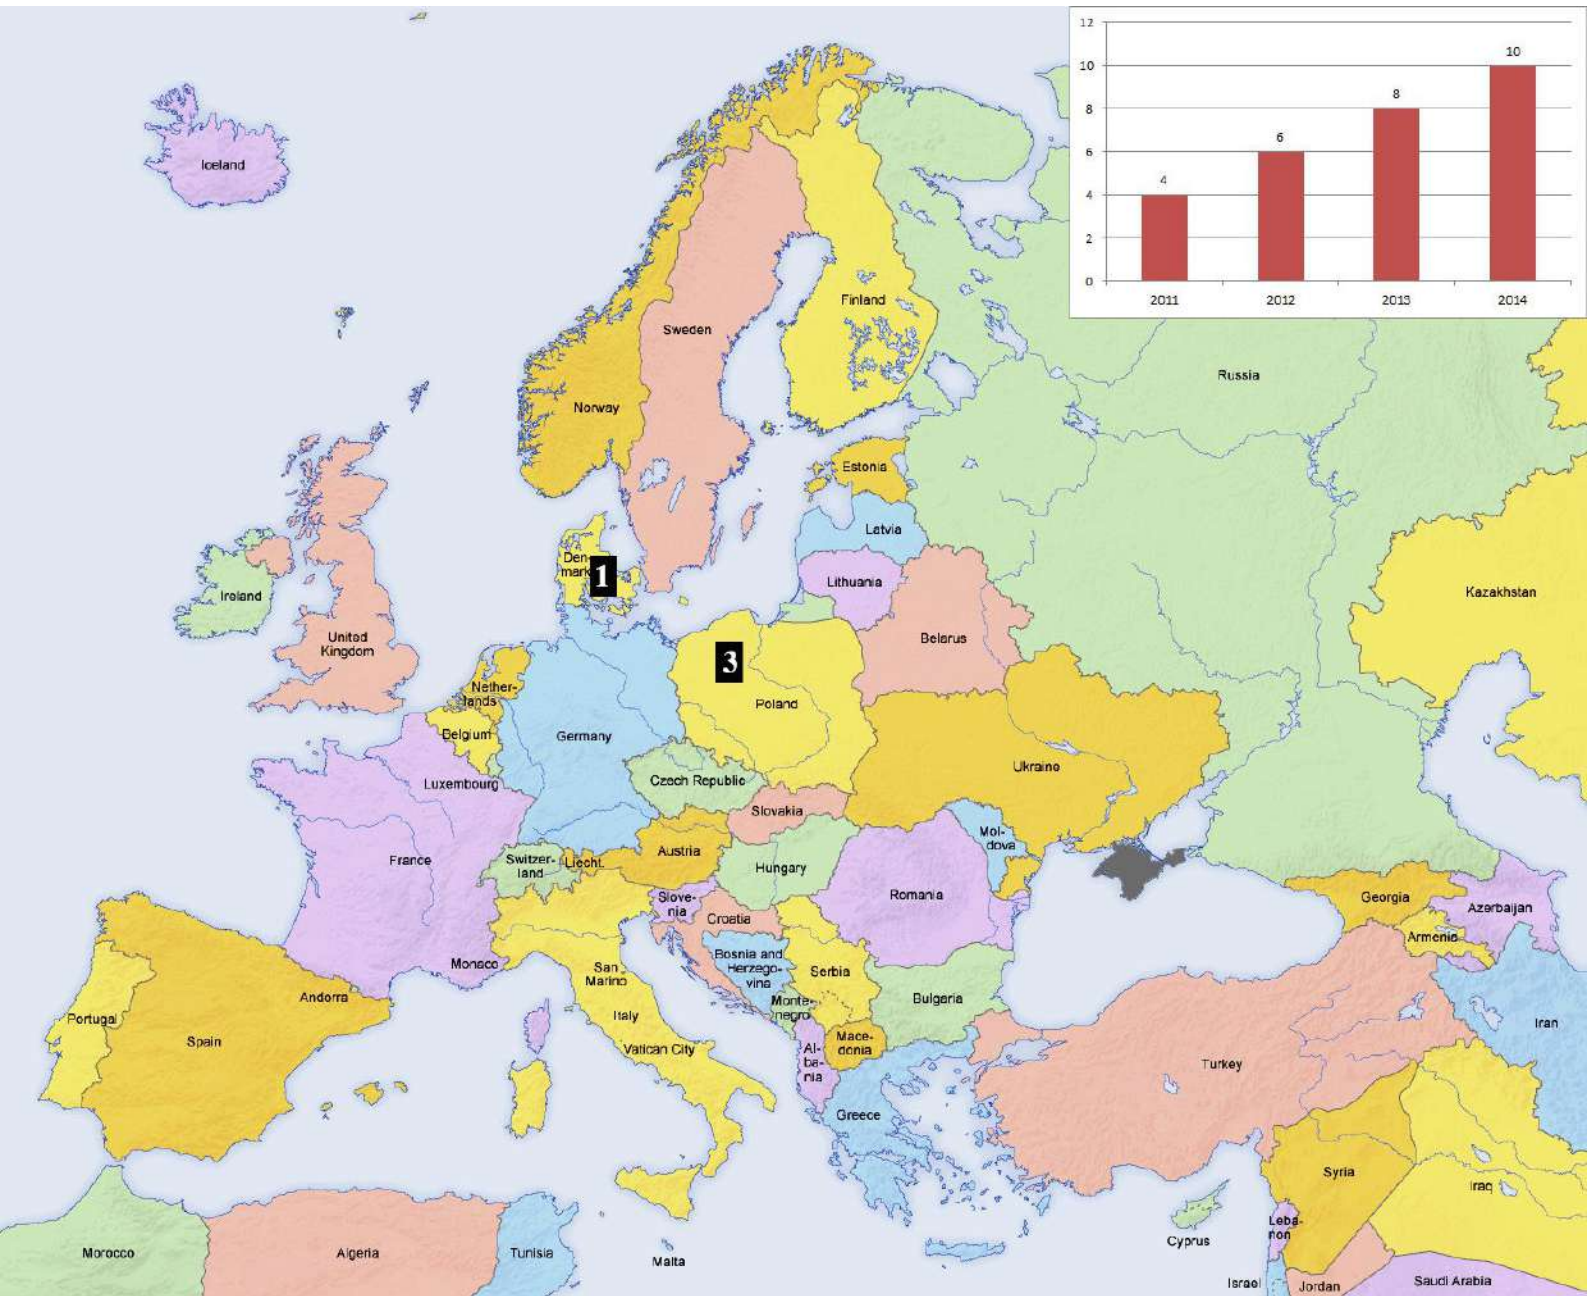 12
10
8
6
4
2
0
4
6
8
10
2011
2012
2013
2014
Iceland
Sweden
Finland
Russia
Norway
Estonia
Latvia
Den-
mark
1
Lithuania
Ireland
Kazakhstan
United
Kingdom
Belarus
3
Nether-
lands
Poland
Belgium
Germany
Ukraine
Luxembourg
Czech Republic
Slovakia
Mol-
dova
France
Switzer-
land
Liecht.
Austria
Hungary
Romania
Slove-
nia
Croatia
Georgia
Azerbaijan
Armenia
Monaco
San
Marino
Bosnia and
Herzego-
vina
Serbia
Andorra
Monte-
negro
Bulgaria
Portugal
Spain
Italy
Vatican City
Mace-
donia
Al-
ba-
nia
Iran
Turkey
Greece
Syria
Iraq
Leba-
non
Cyprus
Morocco
Algeria
Tunisia
Malta
Israel
Jordan
Saudi Arabia